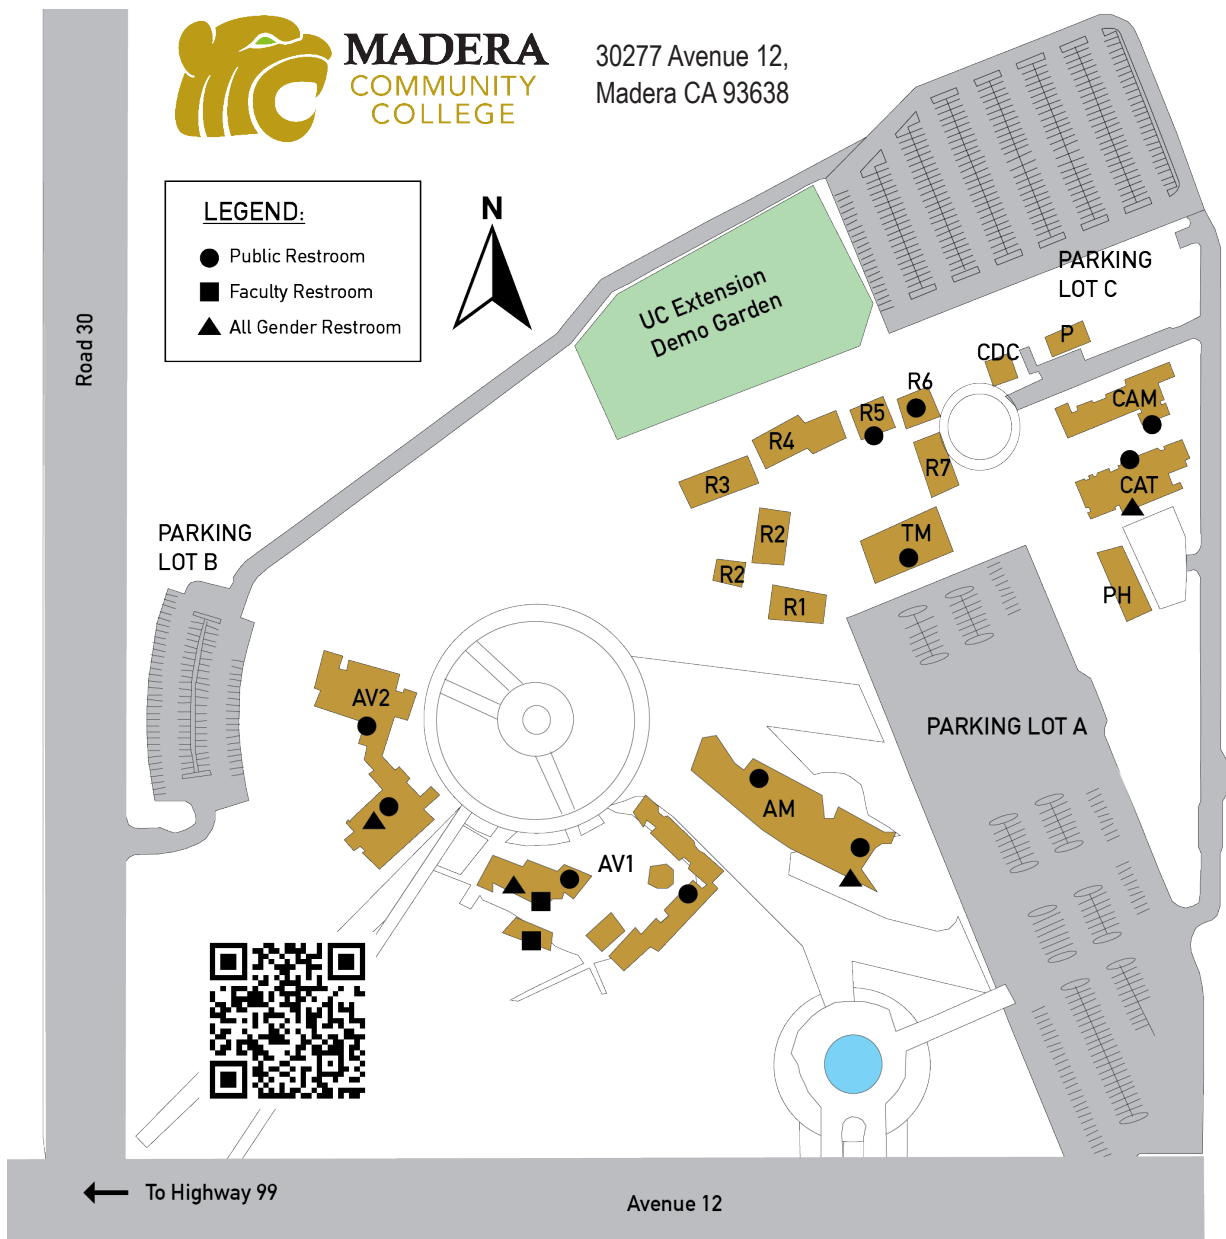 MADERA
COMMUNITY
COLLEGE
30277 Avenue 12,
Madera CA 93638
LEGEND:
Public Restroom
Faculty Restroom
All Gender Restroom
N
Road 30
UC Extension
Demo Garden
PARKING
LOT C
P
CDC
R6
R5
CAM
R4
R7
R3
CAT
R2
TM
R2
R1
PH
PARKING
LOT B
AV2
PARKING LOT A
AM
AV1
To Highway 99
Avenue 12